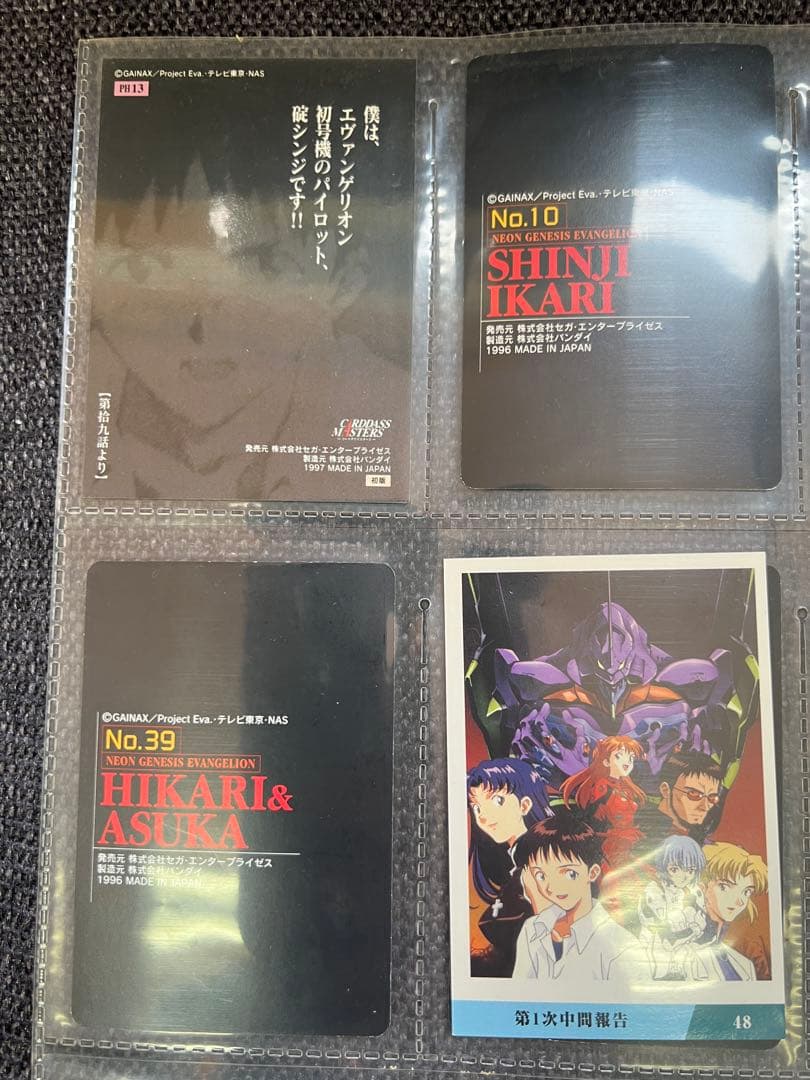 ©GAINAX／Project Eva.・テレビ東京・NAS
PH13
僕は、
エヴァンゲリオン
初号機のパイロット、
碇シンジです!!
【第拾九話より】
CARDDASS
MASTERS
発売元 株式会社セガ・エンタープライゼス
製造元 株式会社バンダイ
1997 MADE IN JAPAN
初版
©GAINAX／Project Eva.・テレビ東京・NAS
No.10
NEON GENESIS EVANGELION
SHINJI
IKARI
発売元 株式会社セガ・エンタープライゼス
製造元 株式会社バンダイ
1996 MADE IN JAPAN
©GAINAX／Project Eva.・テレビ東京・NAS
No.39
NEON GENESIS EVANGELION
HIKARI&
ASUKA
発売元 株式会社セガ・エンタープライゼス
製造元 株式会社バンダイ
1996 MADE IN JAPAN
第1次中間報告
48